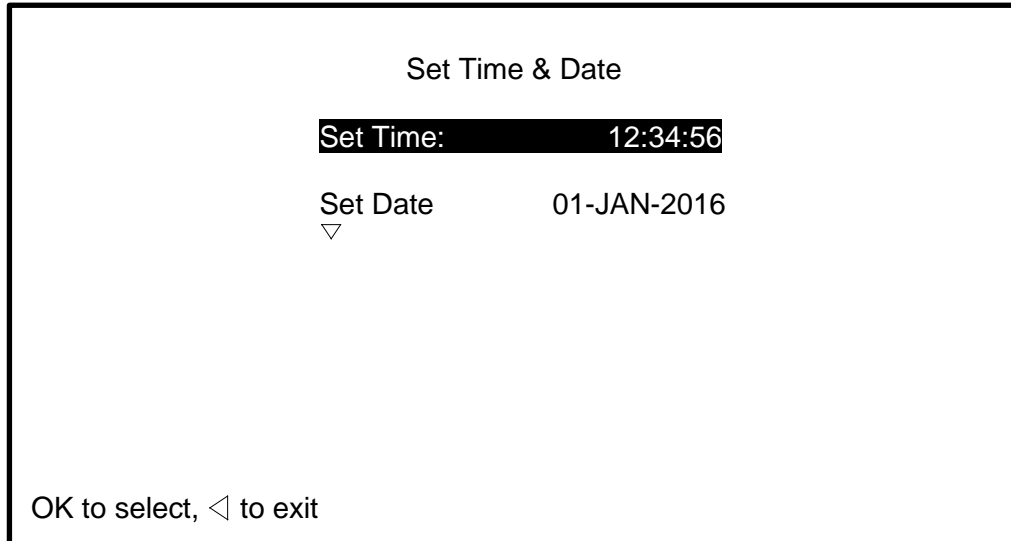 Set Time & Date
Set Time: 12:34:56
Set Date 01-JAN-2016
OK to select, ◁ to exit